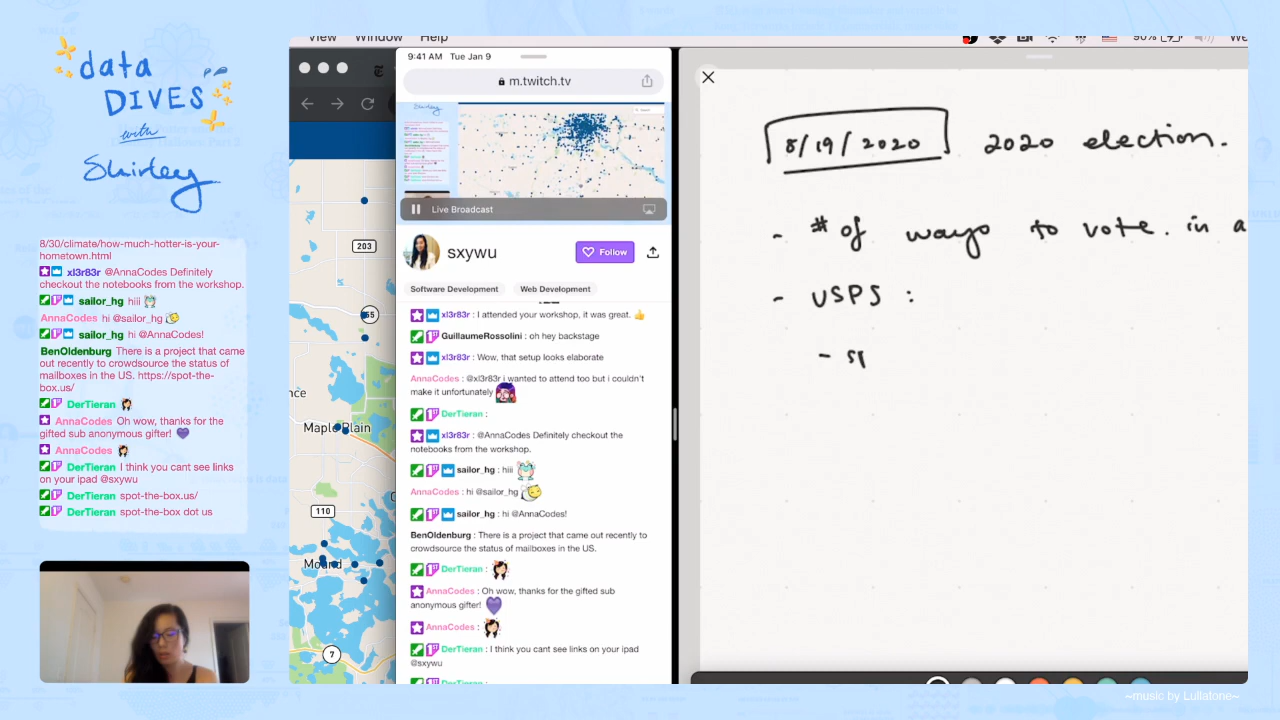 data
DIVES
with
Shirley
8/30/climate/how-much-hotter-is-your-
hometown.html
xl3r83r @AnnaCodes Definitely
checkout the notebooks from the workshop.
sailor_hg hiii
AnnaCodes hi @sailor_hg
sailor_hg hi @AnnaCodes!
BenOldenburg There is a project that came
out recently to crowdsource the status of
mailboxes in the US. https://spot-the-
box.us/
DerTieran
AnnaCodes Oh wow, thanks for the
gifted sub anonymous gifter!
AnnaCodes
DerTieran I think you cant see links
on your ipad @sxywu
DerTieran spot-the-box.us/
DerTieran spot-the-box dot us
View Window Help
90%
We
203
55
Maple Plain
110
Mound
7
9:41 AM Tue Jan 9
m.twitch.tv
Live Broadcast
sxywu
Follow
Software Development Web Development
xl3r83r : I attended your workshop, it was great.
GuillaumeRossolini : oh hey backstage
xl3r83r : Wow, that setup looks elaborate
AnnaCodes : @xl3r83r i wanted to attend too but i couldn't
make it unfortunately
DerTieran :
xl3r83r : @AnnaCodes Definitely checkout the
notebooks from the workshop.
sailor_hg : hiii
AnnaCodes : hi @sailor_hg
sailor_hg : hi @AnnaCodes!
BenOldenburg : There is a project that came out recently to
crowdsource the status of mailboxes in the US.
DerTieran :
AnnaCodes : Oh wow, thanks for the gifted sub
anonymous gifter!
AnnaCodes :
DerTieran : I think you cant see links on your ipad
@sxywu
DerTieran :
8/19/2020 2020 election.
- # of ways to vote. in a
- USPS :
- sp
~music by Lullatone~